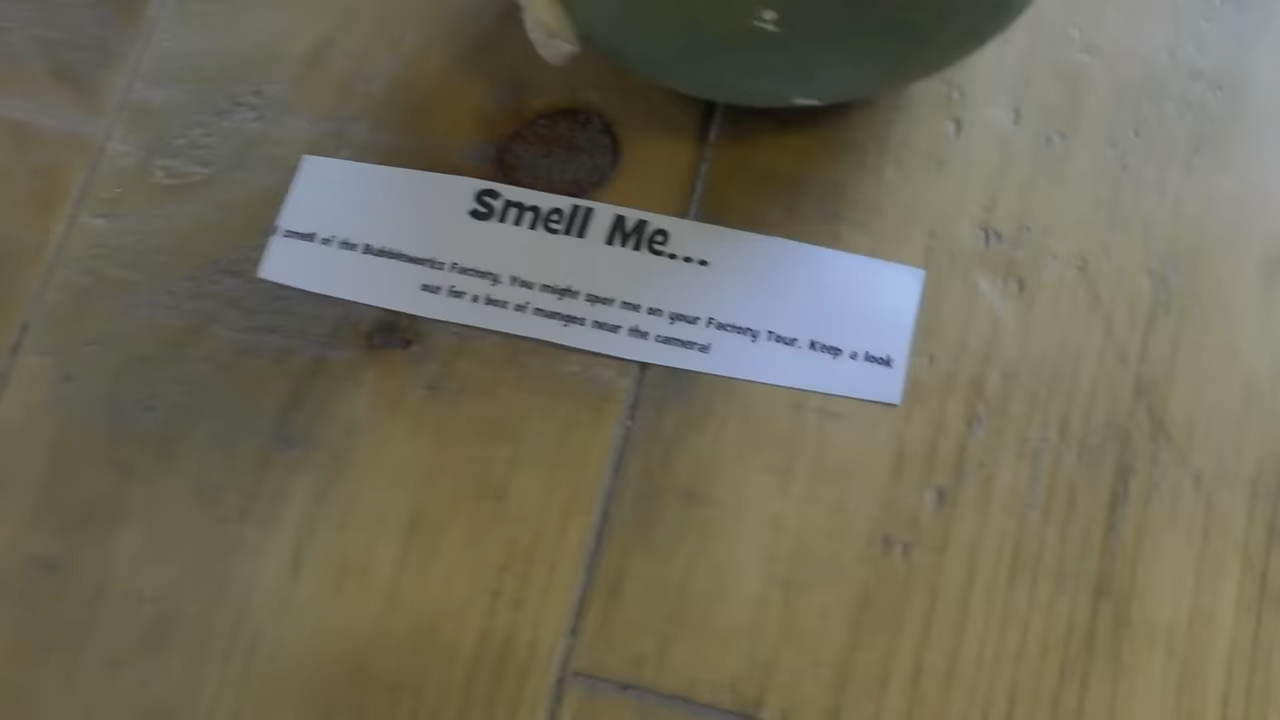 Smell Me...
I smell of the Bubbleworks Factory. You might spot me on your Factory Tour. Keep a look
out for a box of mangos near the camera!